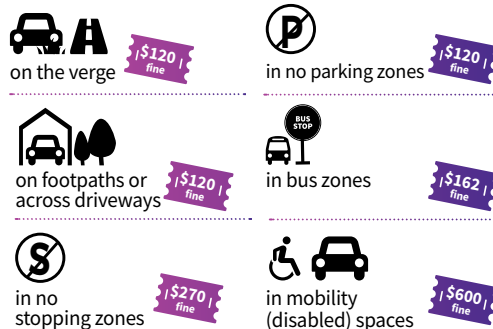 $120
fine
on the verge
P
$120
fine
in no parking zones
on footpaths or
across driveways
$120
fine
BUS
STOP
in bus zones
$162
fine
S
in no
stopping zones
$270
fine
in mobility
(disabled) spaces
$600
fine